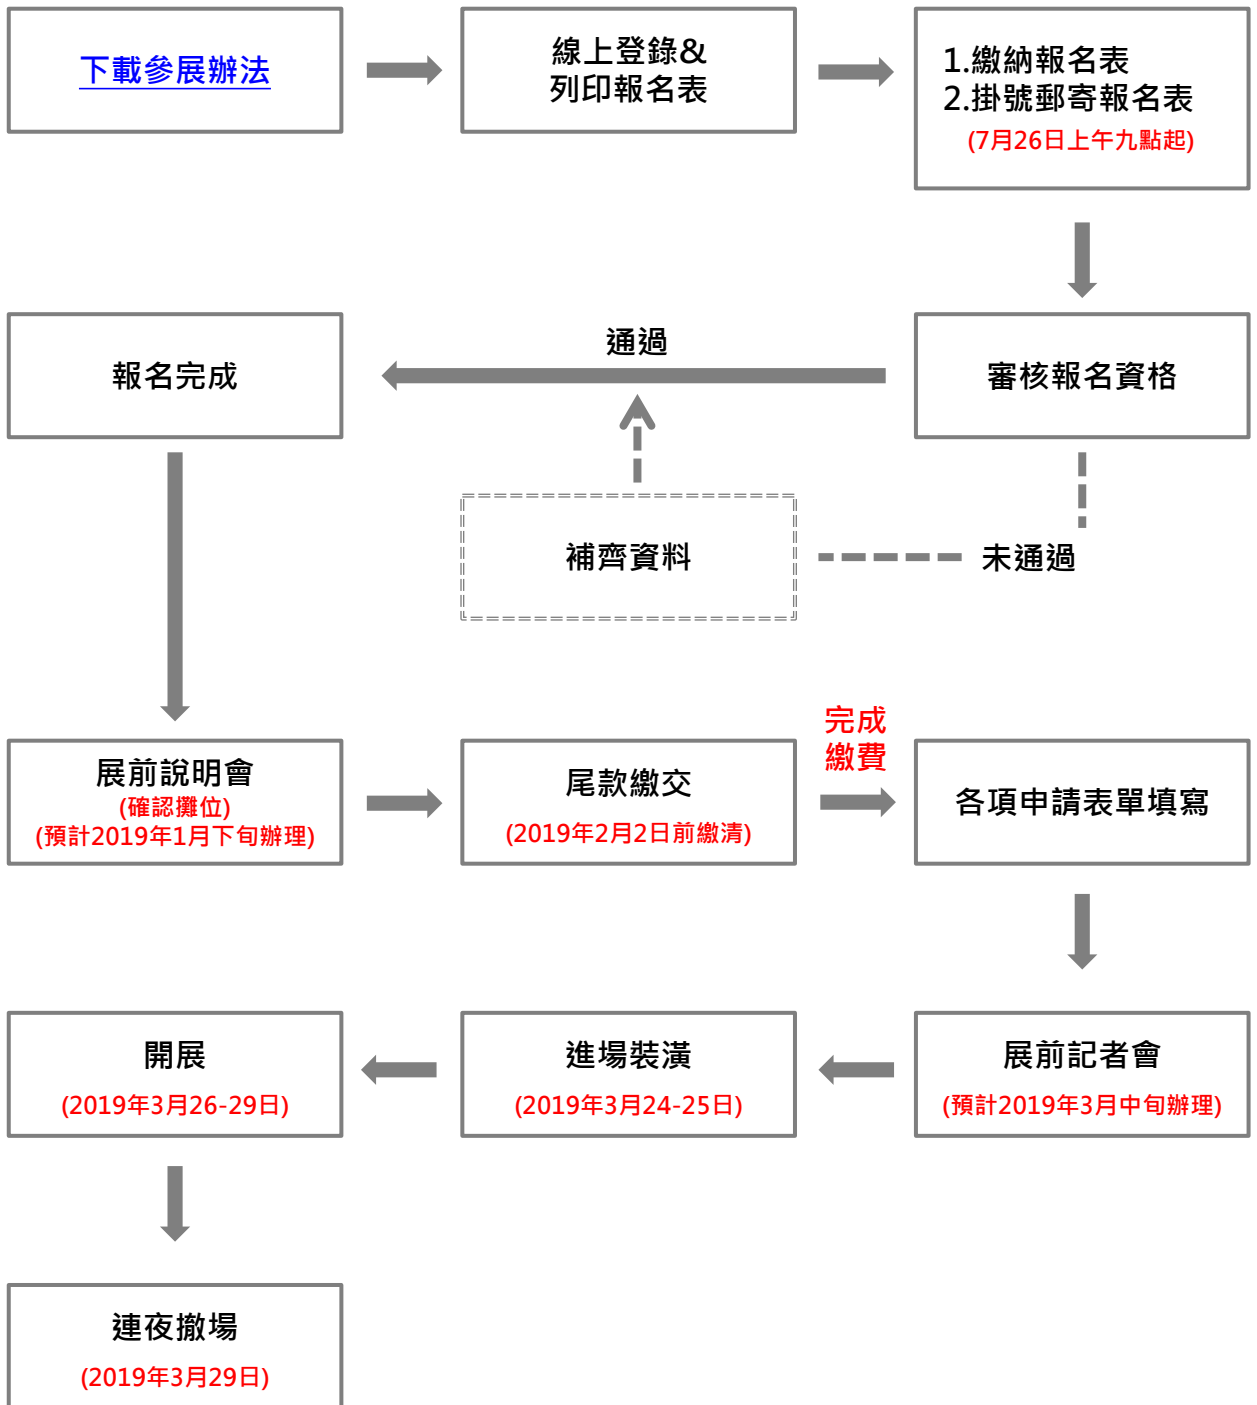 下載參展辦法
線上登錄&
列印報名表
1.繳納報名表
2.掛號郵寄報名表
(7月26日上午九點起)
報名完成
通過
審核報名資格
補齊資料
未通過
展前說明會
(確認攤位)
(預計2019年1月下旬辦理)
尾款繳交
(2019年2月2日前繳清)
完成
繳費
各項申請表單填寫
開展
(2019年3月26-29日)
進場裝潢
(2019年3月24-25日)
展前記者會
(預計2019年3月中旬辦理)
連夜撤場
(2019年3月29日)